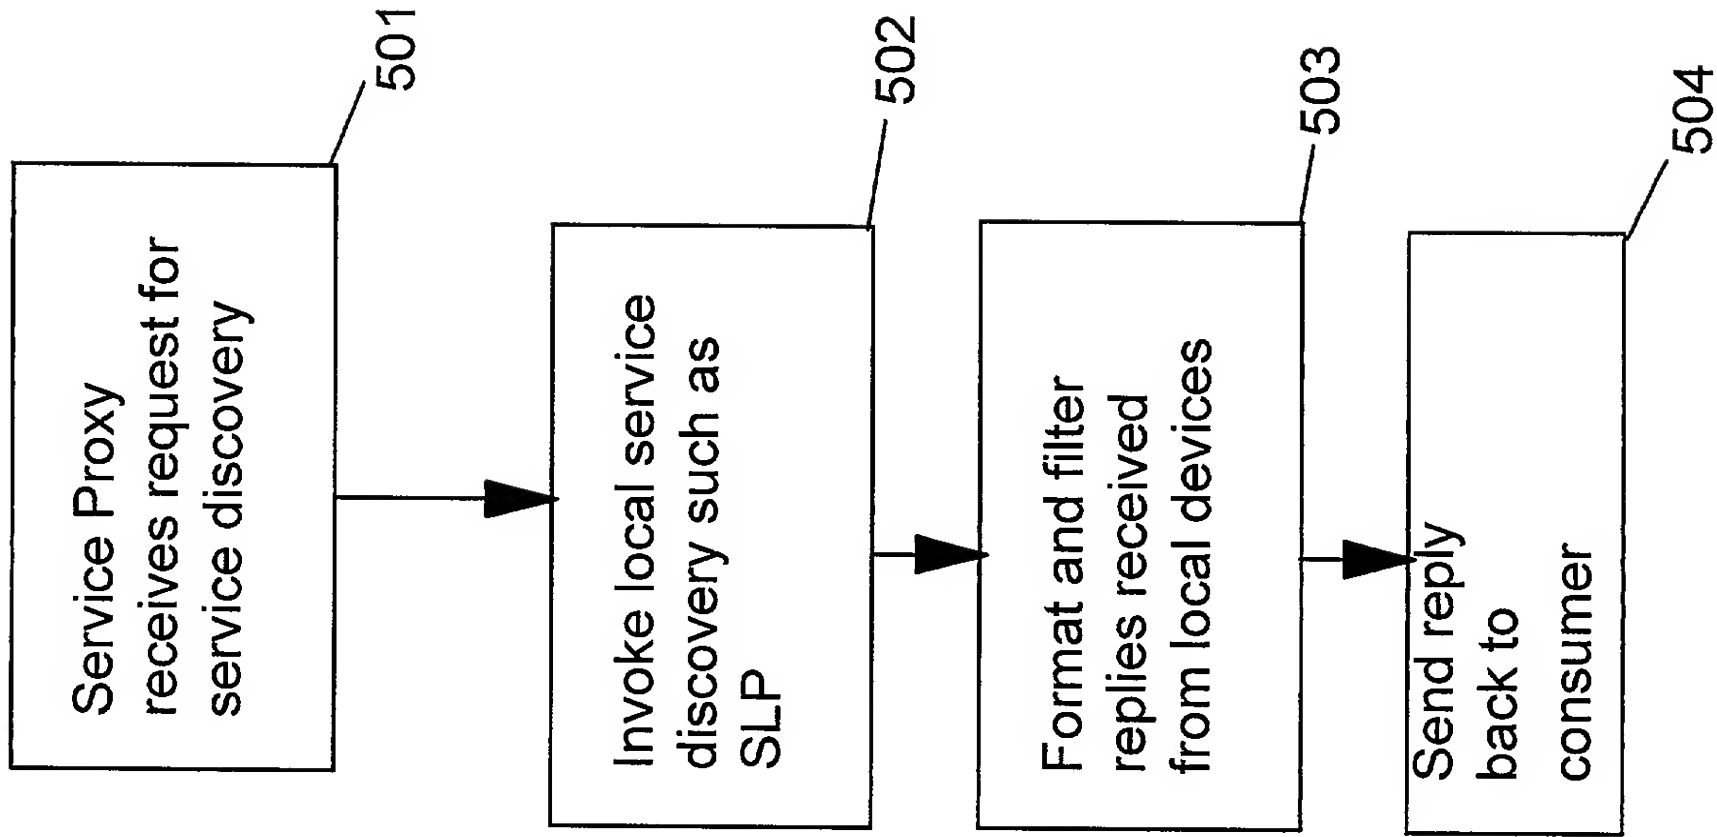 501
Service Proxy
receives request for
service discovery
502
Invoke local service
discovery such as
SLP
503
Format and filter
replies received
from local devices
504
Send reply
back to
consumer